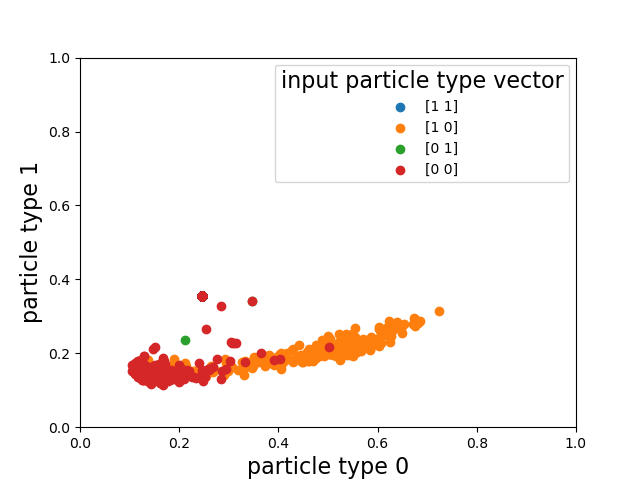 1.0
0.8
0.6
0.4
0.2
0.0
particle type 1
input particle type vector
[1 1]
[1 0]
[0 1]
[0 0]
0.0 0.2 0.4 0.6 0.8 1.0
particle type 0